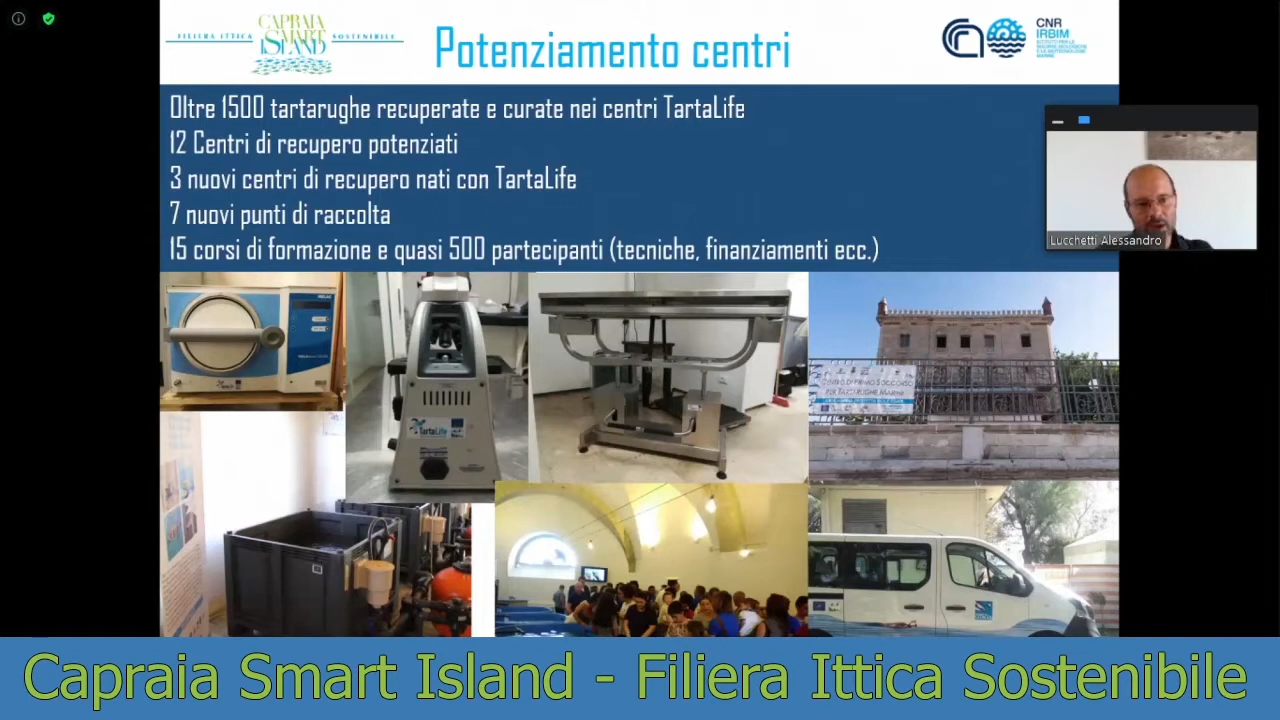 CAPRAIA
SMART
ISLAND
FILIERA ITTICA
SOSTENIBILE
Potenziamento centri
CNR
IRBIM
Oltre 1500 tartarughe recuperate e curate nei centri TartaLife
12 Centri di recupero potenziati
3 nuovi centri di recupero nati con TartaLife
7 nuovi punti di raccolta
15 corsi di formazione e quasi 500 partecipanti (tecniche, finanziamenti ecc.)
Lucchetti Alessandro
TartaLife
CENTRO DI PRIMO SOCCORSO
PER TARTARUGHE MARINE
Capraia Smart Island - Filiera Ittica Sostenibile